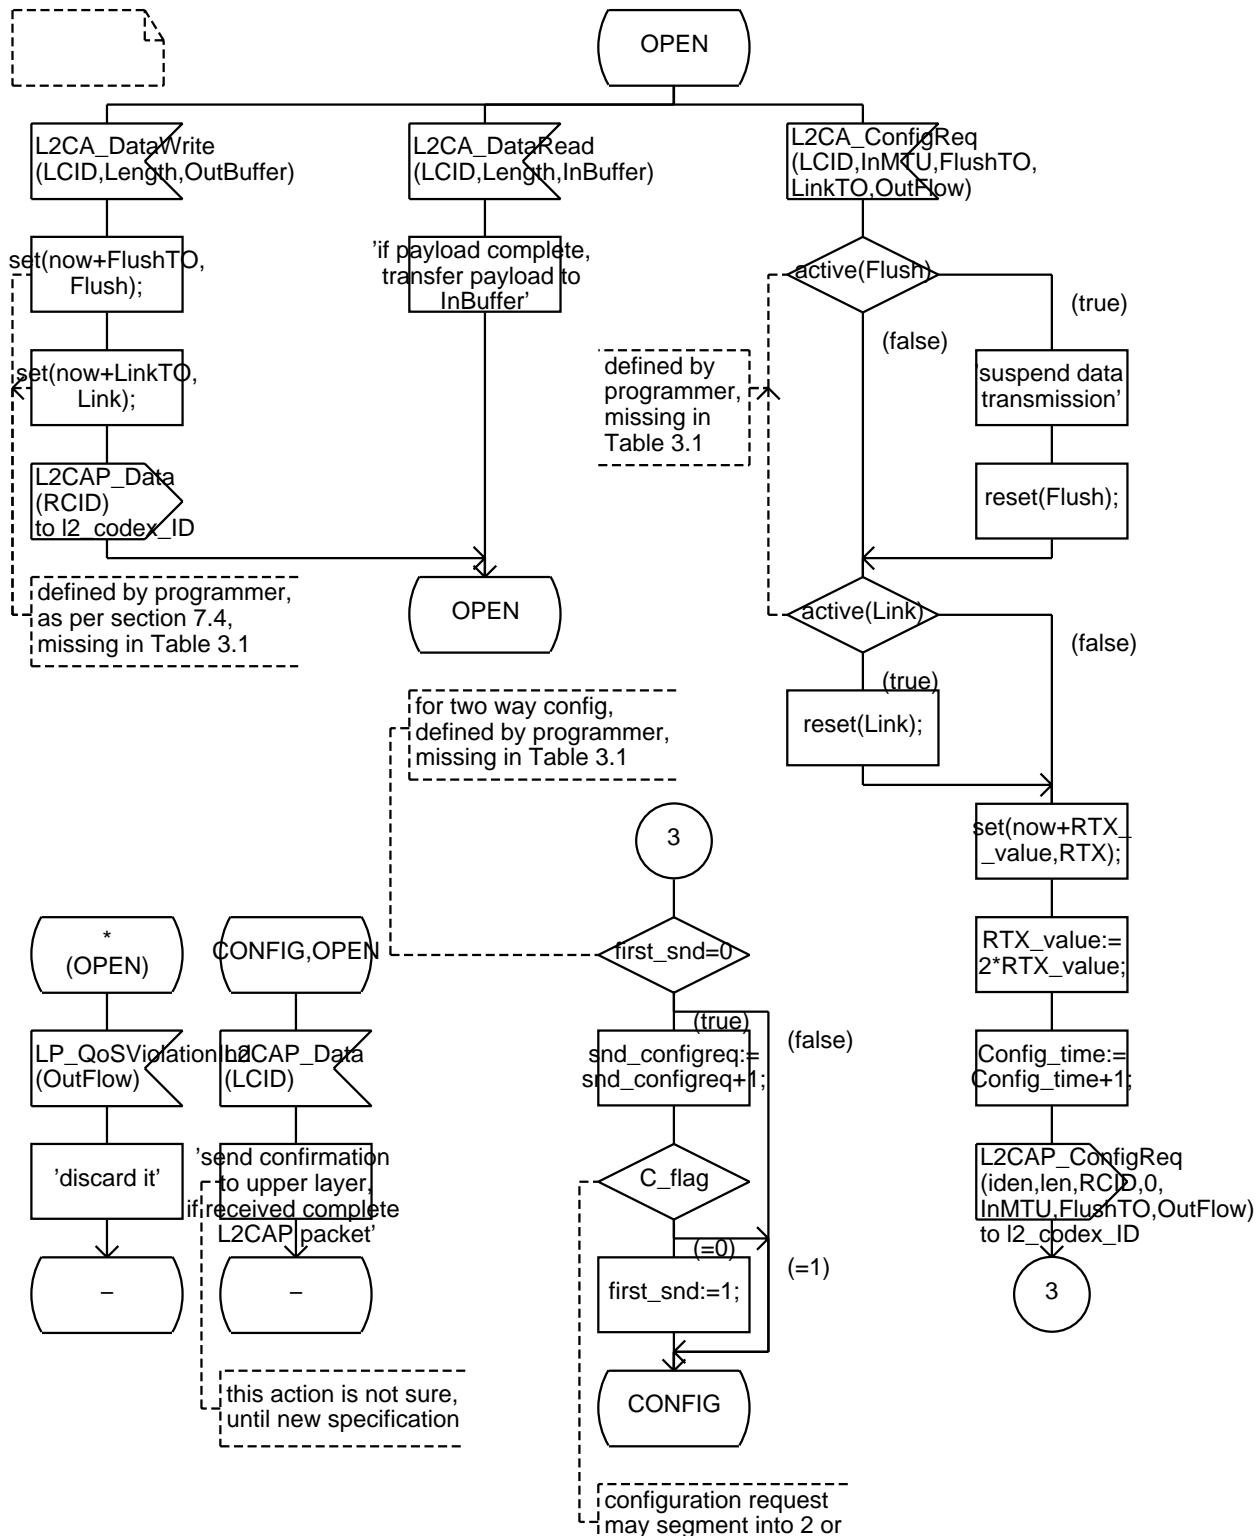 OPEN
L2CA_DataWrite
(LCID,Length,OutBuffer)
L2CA_DataRead
(LCID,Length,InBuffer)
L2CA_ConfigReq
(LCID,InMTU,FlushTO,
LinkTO,OutFlow)
set(now+FlushTO,
Flush);
'if payload complete,
transfer payload to
InBuffer'
active(Flush)
(true)
(false)
set(now+LinkTO,
Link);
defined by
programmer,
missing in
Table 3.1
'suspend data
transmission'
L2CAP_Data
(RCID)
to l2_codex_ID
reset(Flush);
defined by programmer,
as per section 7.4,
missing in Table 3.1
OPEN
active(Link)
(false)
(true)
for two way config,
defined by programmer,
missing in Table 3.1
reset(Link);
3
set(now+RTX_
_value,RTX);
*
(OPEN)
CONFIG,OPEN
first_snd=0
RTX_value:=
2*RTX_value;
(true)
(false)
LP_QoSViolationInd
(OutFlow)
L2CAP_Data
(LCID)
snd_configreq:=
snd_configreq+1;
Config_time:=
Config_time+1;
'discard it'
'send confirmation
to upper layer,
if received complete
L2CAP packet'
C_flag
L2CAP_ConfigReq
(iden,len,RCID,0,
InMTU,FlushTO,OutFlow)
to l2_codex_ID
(=0)
(=1)
–
–
first_snd:=1;
3
this action is not sure,
until new specification
CONFIG
configuration request
may segment into 2 or